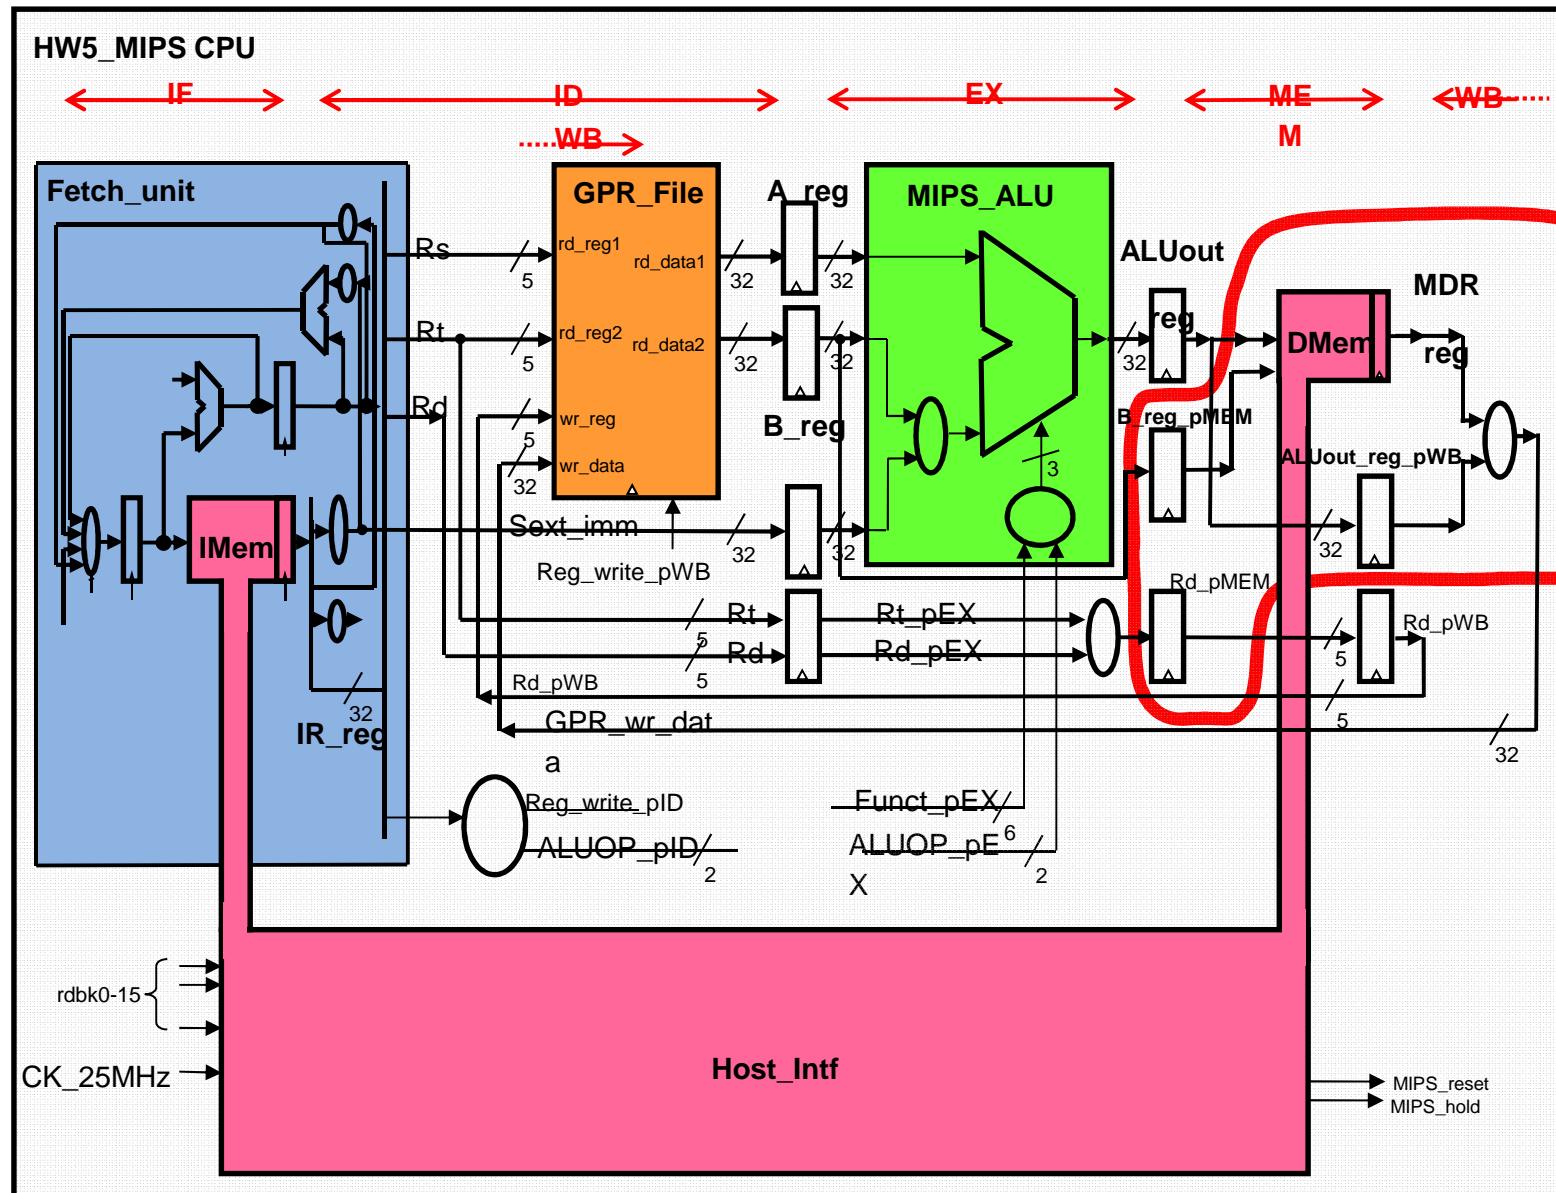 HW5_MIPS CPU
IF
ID
EX
ME
M
WB
WB
Fetch_unit
GPR_File
A_reg
MIPS_ALU
ALUout
reg
MDR
reg
Rs
5
rd_reg1
rd_data1
32
32
Rt
5
rd_reg2
rd_data2
32
32
32
DMem
Rd
wr_reg
5
B_reg
B_reg_pMEM
wr_data
32
3
ALUout_reg_pWB
IMem
Sext_imm
32
32
32
Reg_write_pWB
Rd_pMEM
Rt
5
Rt_pEX
Rd
5
Rd_pEX
5
Rd_pWB
Rd_pWB
5
32
IR_reg
GPR_wr_dat
a
32
Reg_write_pID
ALUOP_pID
2
Funct_pEX
6
ALUOP_pE
X
2
rdbk0-15
CK_25MHz
Host_Intf
MIPS_reset
MIPS_hold